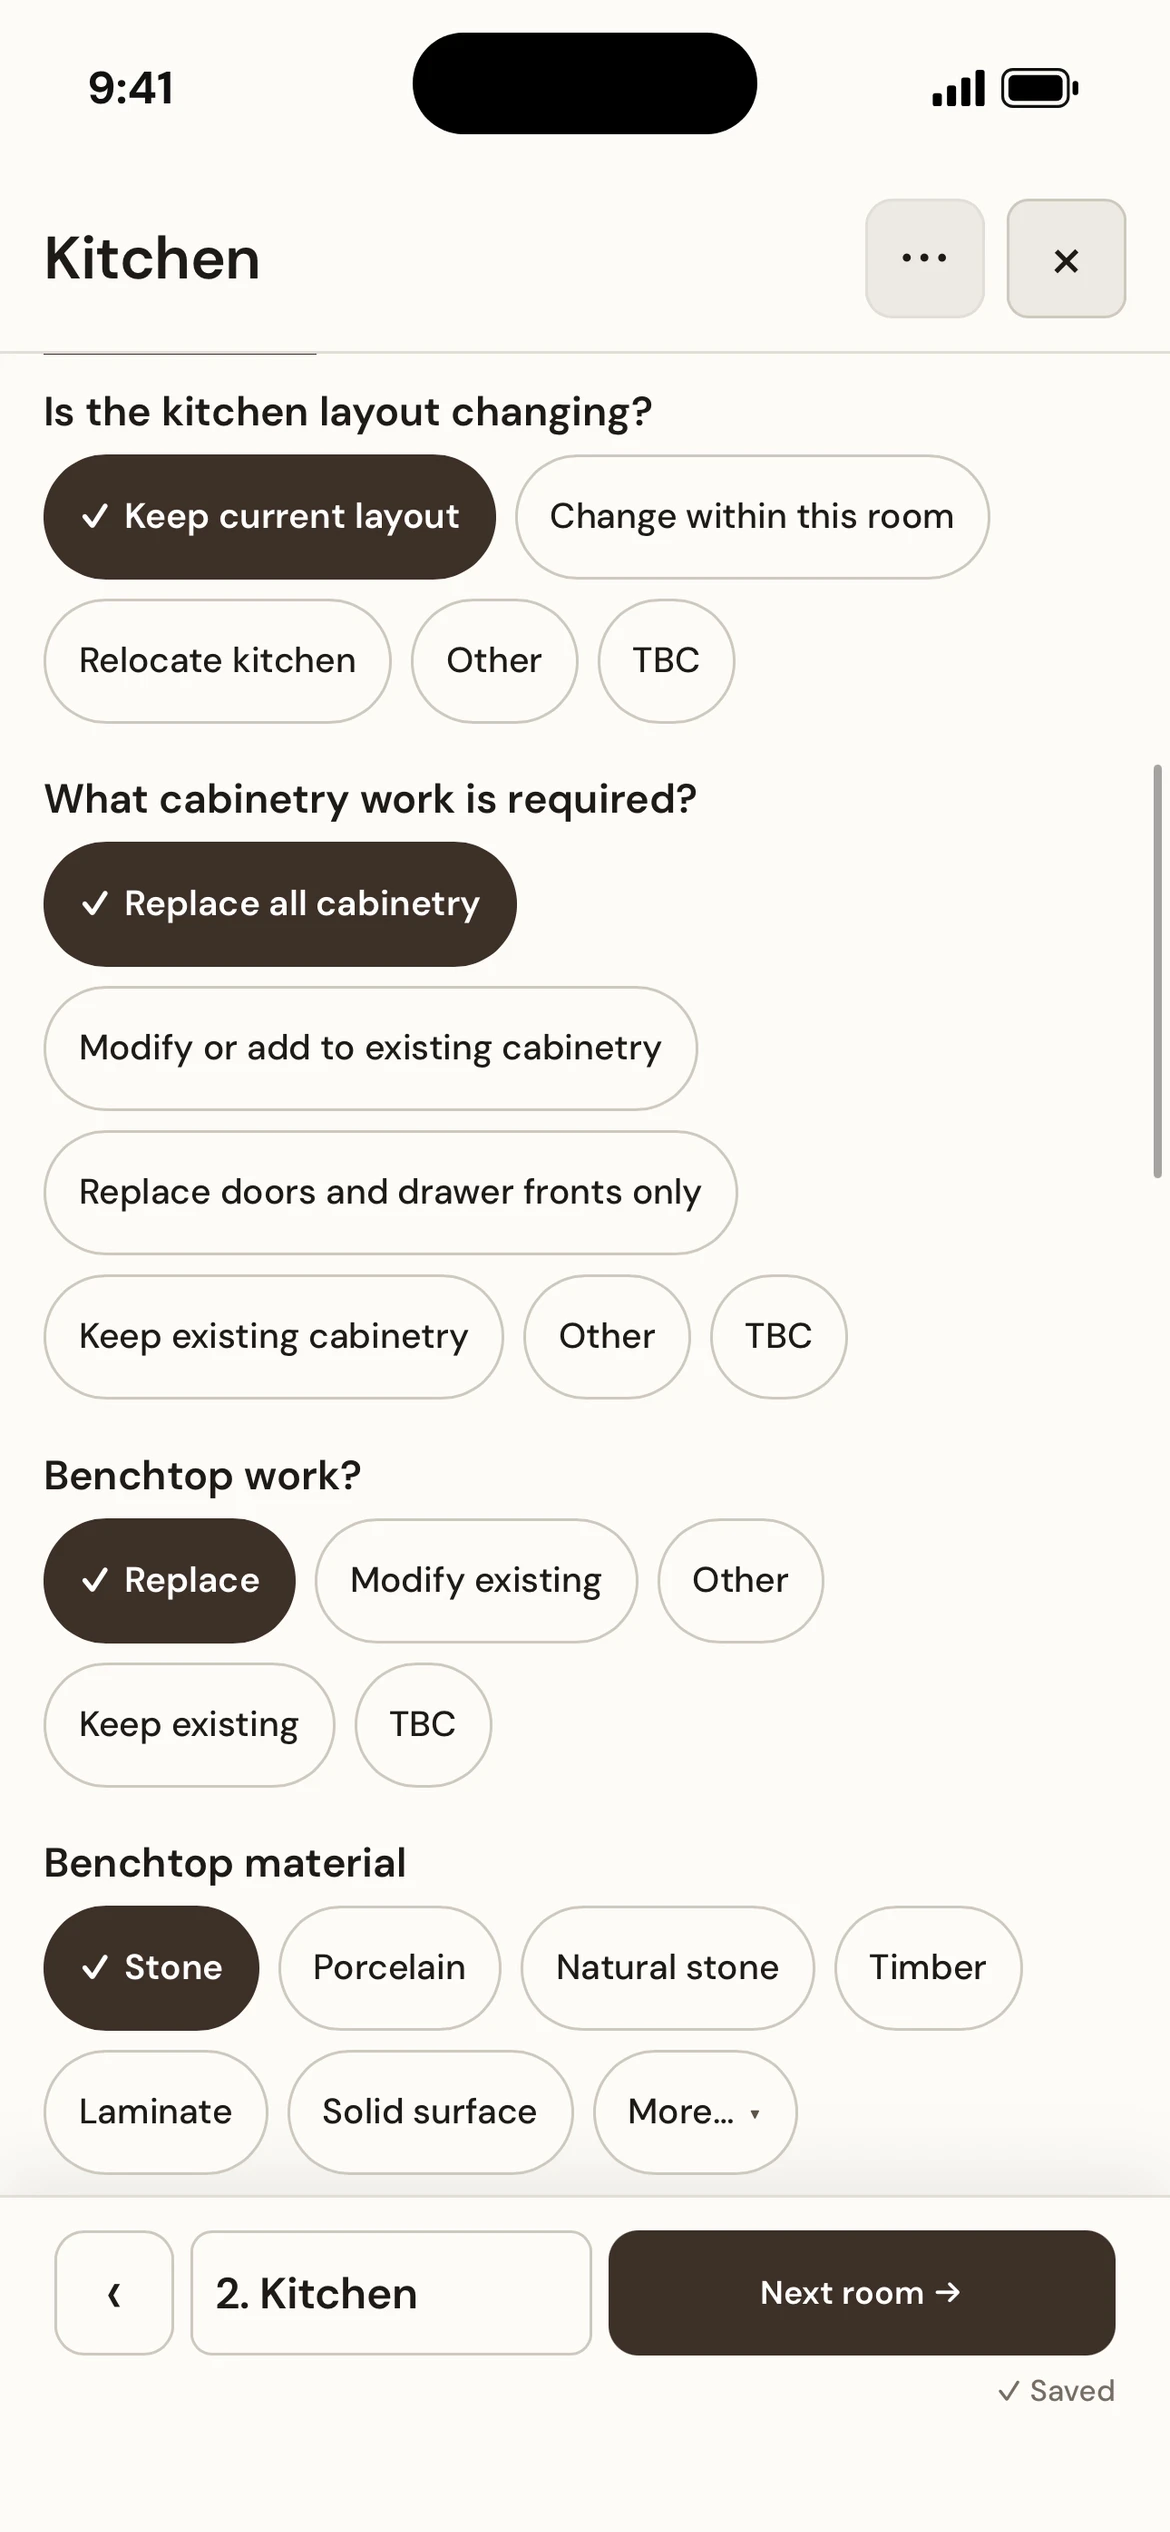 9:41
Kitchen
... ×
Is the kitchen layout changing?
✓ Keep current layout
Change within this room
Relocate kitchen
Other
TBC
What cabinetry work is required?
✓ Replace all cabinetry
Modify or add to existing cabinetry
Replace doors and drawer fronts only
Keep existing cabinetry
Other
TBC
Benchtop work?
✓ Replace
Modify existing
Other
Keep existing
TBC
Benchtop material
✓ Stone
Porcelain
Natural stone
Timber
Laminate
Solid surface
More... ▾
‹
2. Kitchen
Next room →
✓ Saved